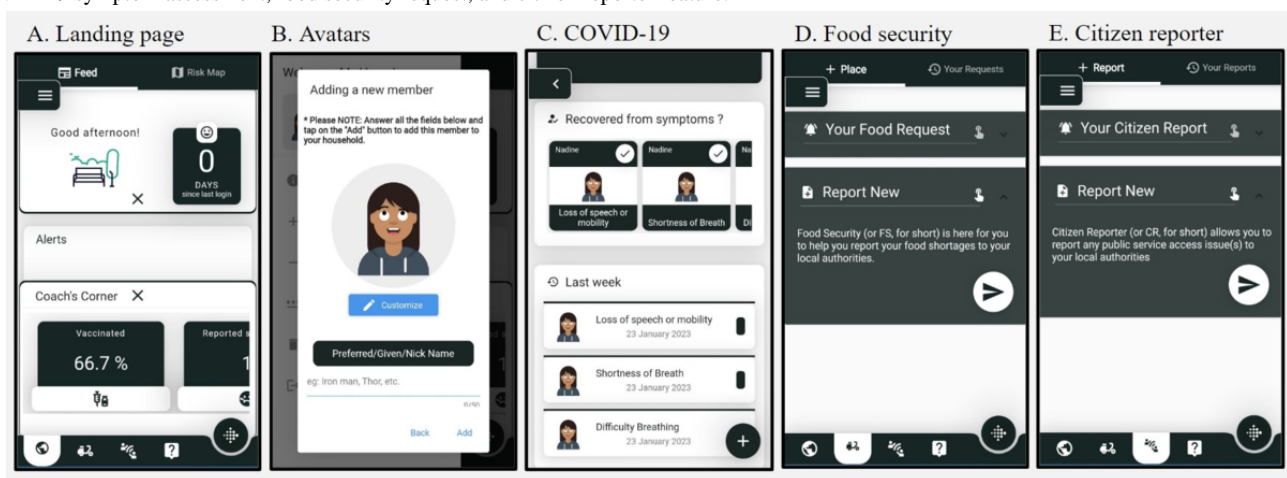 A. Landing page
Feed
Risk Map
Good afternoon!
0
DAYS
since last login
Alerts
Coach's Corner
Vaccinated
66.7 %
Reported
B. Avatars
Adding a new member
* Please NOTE: Answer all the fields below and
tap on the "Add" button to add this member to
your household.
Customize
Preferred/Given/Nick Name
eg: Iron man, Thor, etc.
Back
Add
C. COVID-19
Recovered from symptoms ?
Nadine
Nadine
Na
Loss of speech or
mobility
Shortness of Breath
Last week
Loss of speech or mobility
23 January 2023
Shortness of Breath
23 January 2023
Difficulty Breathing
23 January 2023
D. Food security
+ Place
Your Requests
Your Food Request
Report New
Food Security (or FS, for short) is here for you
to help you report your food shortages to your
local authorities.
E. Citizen reporter
+ Report
Your Reports
Your Citizen Report
Report New
Citizen Reporter (or CR, for short) allows you to
report any public service access issue(s) to
your local authorities